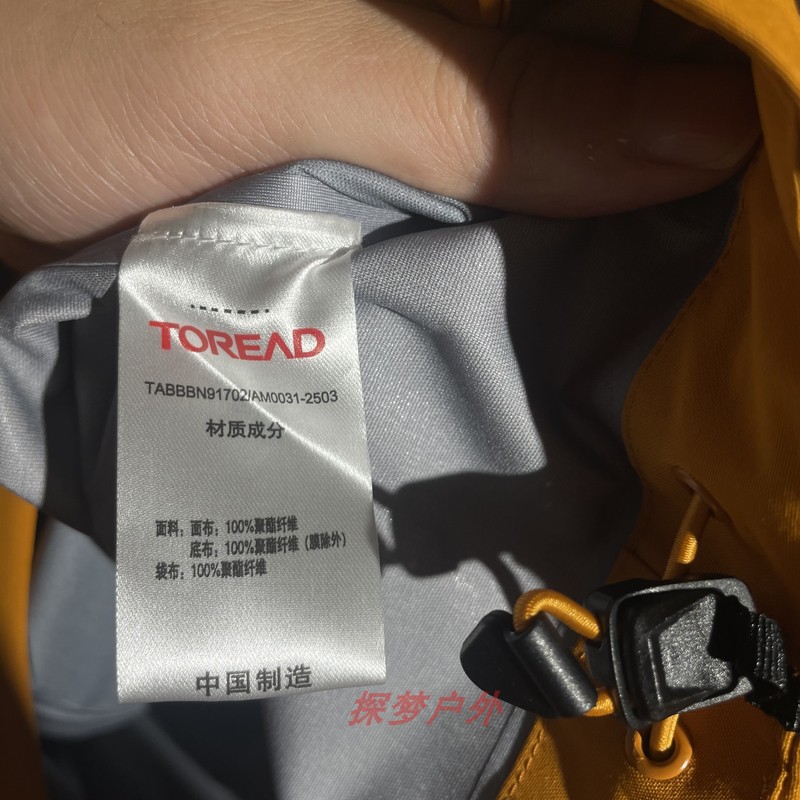 TOREAD
TABBBN91702/AM0031-2503
材质成分
面料：面布：100%聚酯纤维
底布：100%聚酯纤维（膜除外）
袋布：100%聚酯纤维
中国制造
探梦户外